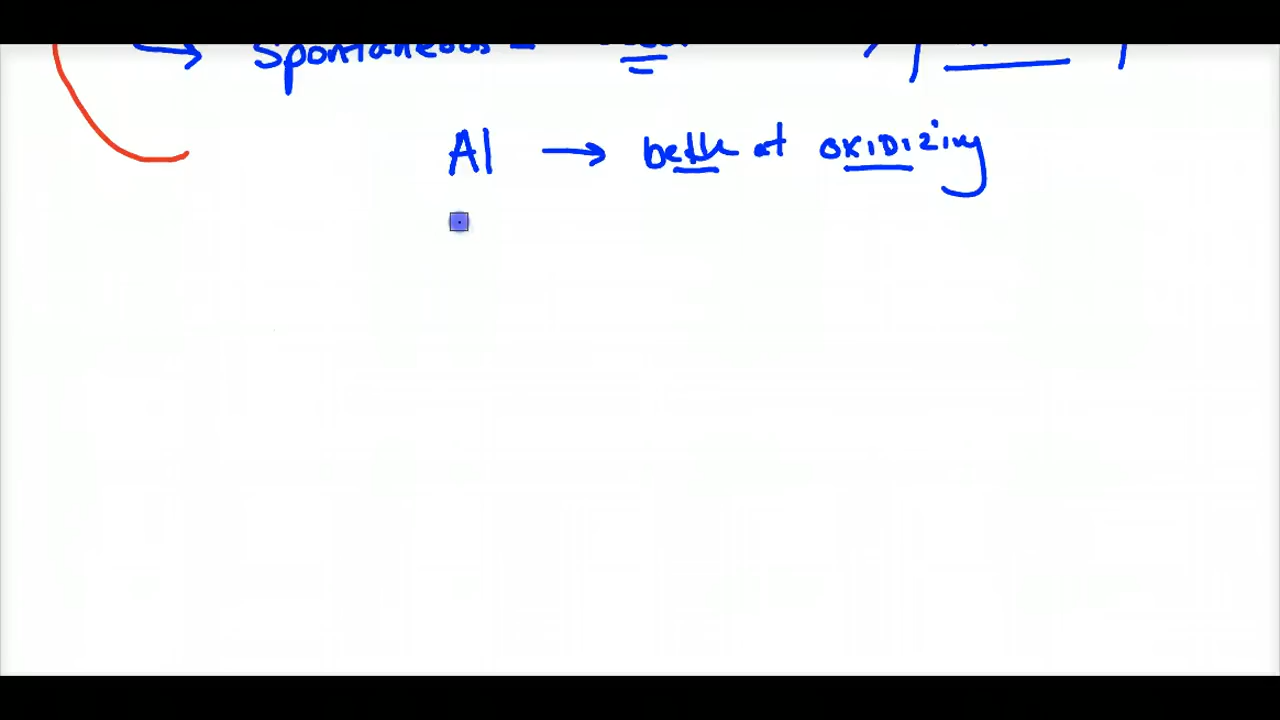 Spontaneous –
Al → better at oxidizing